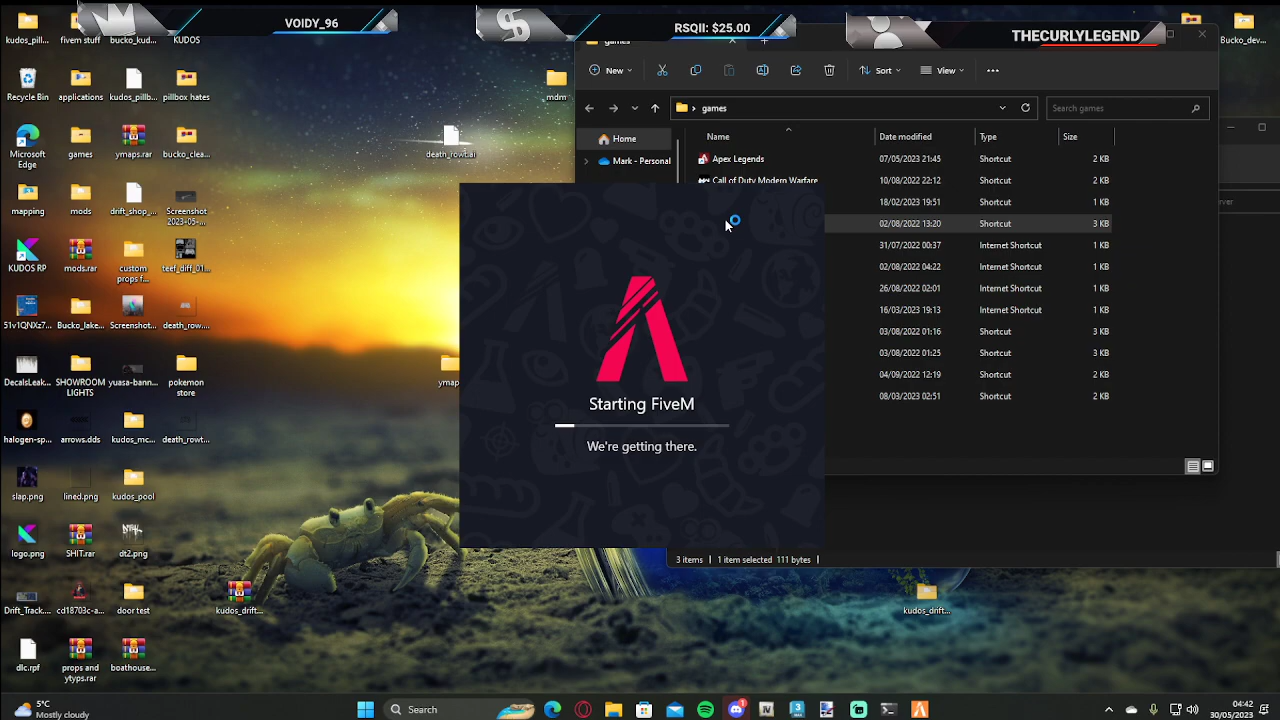 VOIDY_96
RSQII: $25.00
THECURLYLEGEND
kudos_pill...
fivem stuff
bucko_kud...
KUDOS
Bucko_dev...
Recycle Bin
applications
kudos_pillb...
pillbox hates
mdm
Microsoft
Edge
games
ymaps.rar
bucko_clea...
death_rowt.ai
mapping
mods
drift_shop_...
Screenshot
2023-05-...
KUDOS RP
mods.rar
custom
props f...
teef_diff_01...
51v1QNXz7...
Bucko_lake...
Screenshot...
death_row....
DecalsLeak...
SHOWROOM
LIGHTS
yuasa-bann...
pokemon
store
halogen-sp...
arrows.dds
kudos_mc...
death_rowt...
slap.png
lined.png
kudos_pool
logo.png
SHIT.rar
dt2.png
Drift_Track...
cd18703c-a...
door test
kudos_drift...
dlc.rpf
props and
ytyps.rar
boathouse...
kudos_drift...
games
New
Sort
View
games
Search games
Home
Mark - Personal
Name
Date modified
Type
Size
Apex Legends
07/05/2023 21:45
Shortcut
2 KB
Call of Duty Modern Warfare
10/08/2022 22:12
Shortcut
2 KB
18/02/2023 19:51
Shortcut
2 KB
02/08/2022 13:20
Shortcut
3 KB
31/07/2022 00:37
Internet Shortcut
1 KB
02/08/2022 04:22
Internet Shortcut
1 KB
26/08/2022 02:01
Internet Shortcut
1 KB
16/03/2023 19:13
Internet Shortcut
1 KB
03/08/2022 01:16
Shortcut
3 KB
03/08/2022 01:25
Shortcut
3 KB
04/09/2022 12:19
Shortcut
2 KB
08/03/2023 02:51
Shortcut
2 KB
Starting FiveM
We're getting there.
3 items
1 item selected 111 bytes
5°C
Mostly cloudy
Search
04:42
30/05/2023